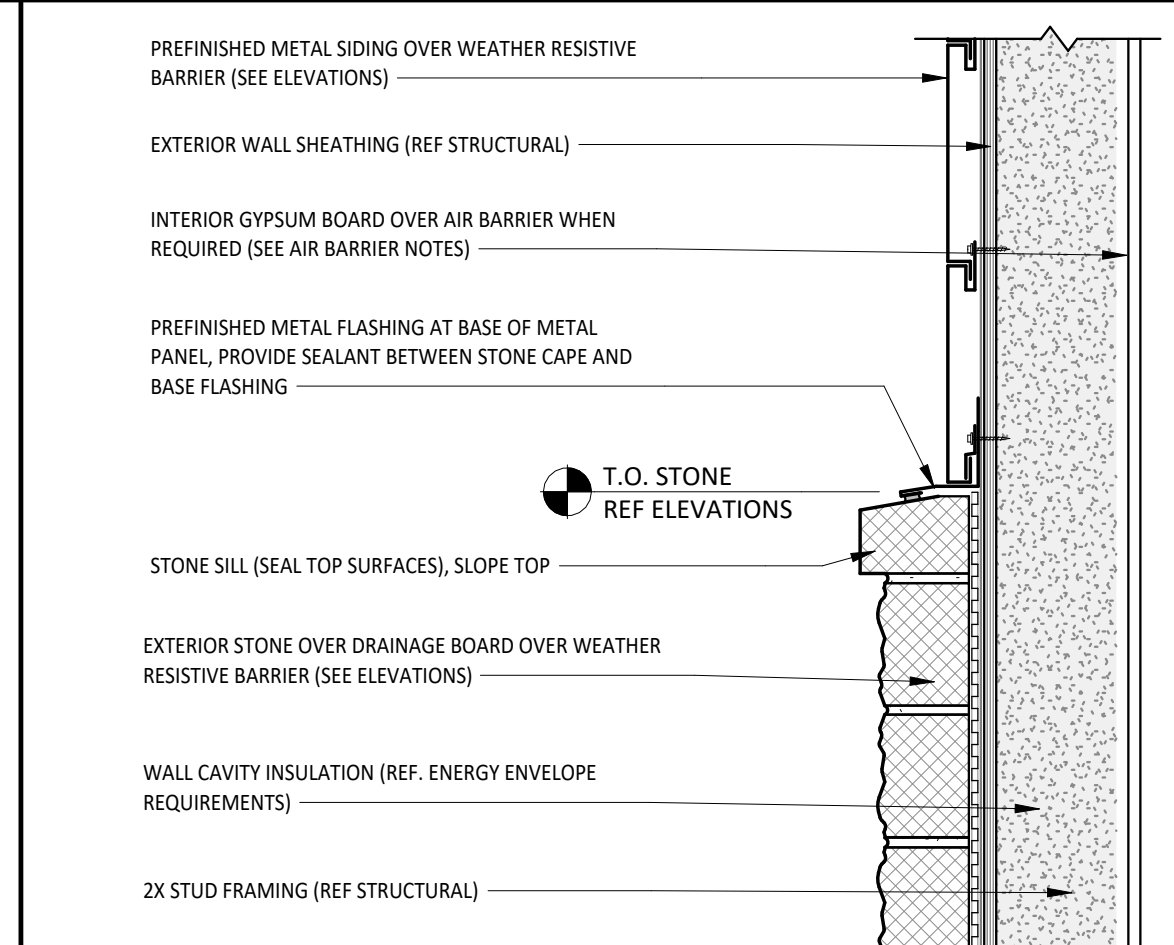 PREFINISHED METAL SIDING OVER WEATHER RESISTIVE
BARRIER (SEE ELEVATIONS)
EXTERIOR WALL SHEATHING (REF STRUCTURAL)
INTERIOR GYPSUM BOARD OVER AIR BARRIER WHEN
REQUIRED (SEE AIR BARRIER NOTES)
PREFINISHED METAL FLASHING AT BASE OF METAL
PANEL, PROVIDE SEALANT BETWEEN STONE CAPE AND
BASE FLASHING
T.O. STONE
REF ELEVATIONS
STONE SILL (SEAL TOP SURFACES), SLOPE TOP
EXTERIOR STONE OVER DRAINAGE BOARD OVER WEATHER
RESISTIVE BARRIER (SEE ELEVATIONS)
WALL CAVITY INSULATION (REF. ENERGY ENVELOPE
REQUIREMENTS)
2X STUD FRAMING (REF STRUCTURAL)